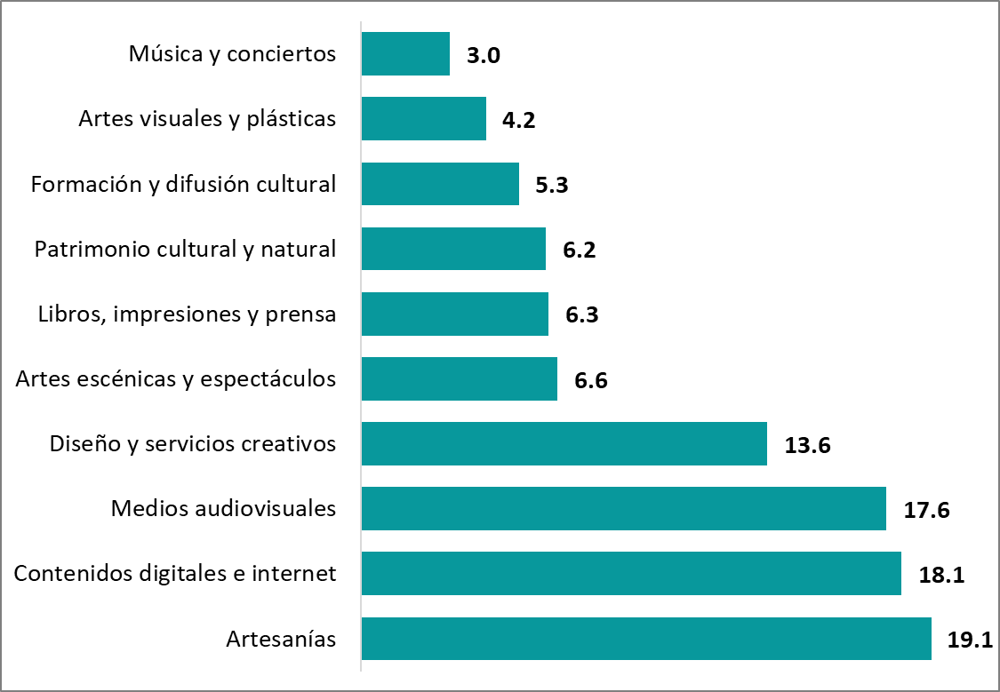 Música y conciertos 3.0
Artes visuales y plásticas 4.2
Formación y difusión cultural 5.3
Patrimonio cultural y natural 6.2
Libros, impresiones y prensa 6.3
Artes escénicas y espectáculos 6.6
Diseño y servicios creativos 13.6
Medios audiovisuales 17.6
Contenidos digitales e internet 18.1
Artesanías 19.1